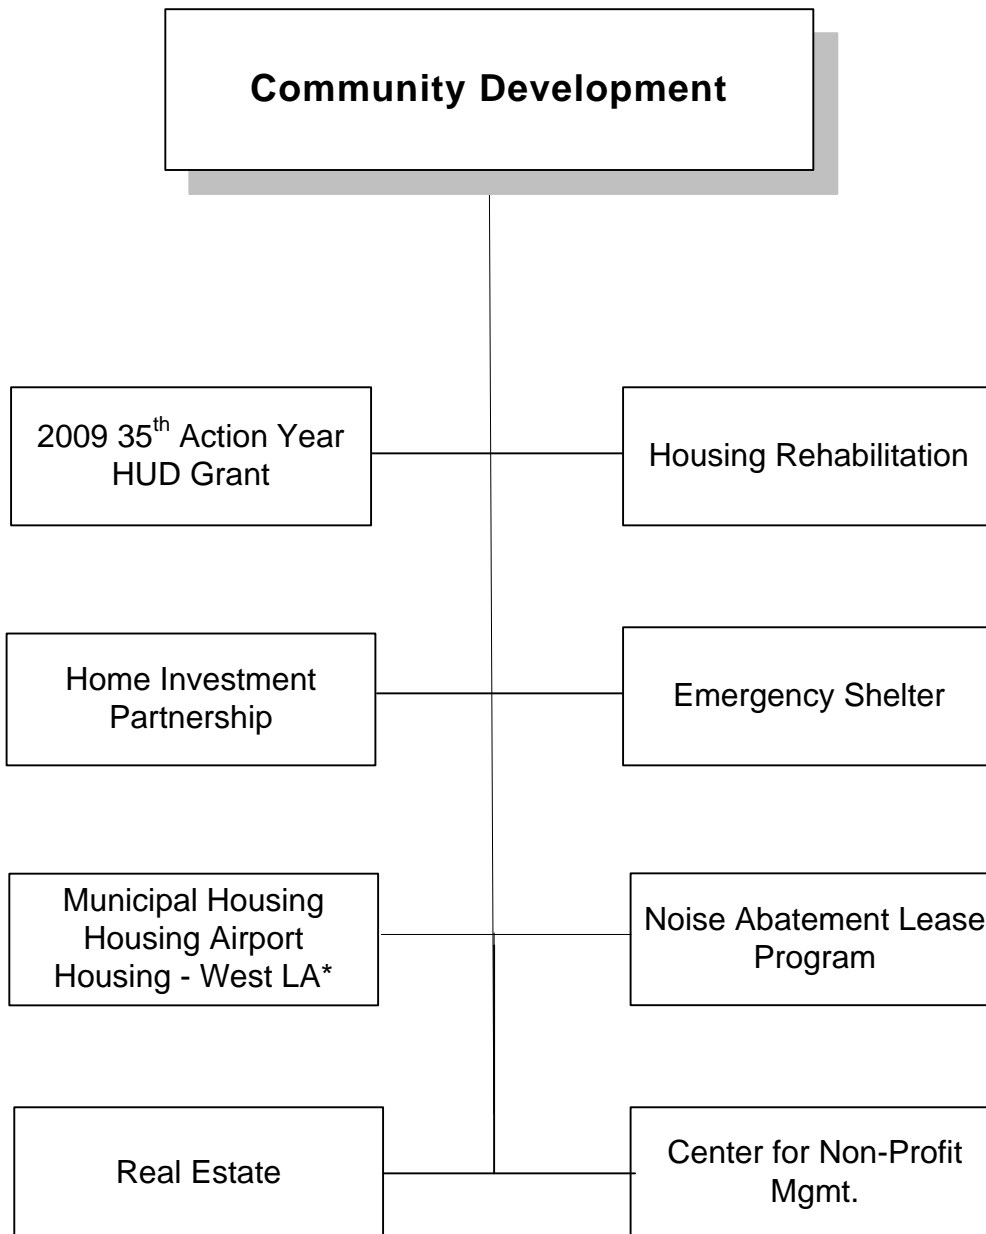 Community Development
2009 35th Action Year
HUD Grant
Housing Rehabilitation
Home Investment
Partnership
Emergency Shelter
Municipal Housing
Housing Airport
Housing - West LA*
Noise Abatement Lease
Program
Real Estate
Center for Non-Profit
Mgmt.